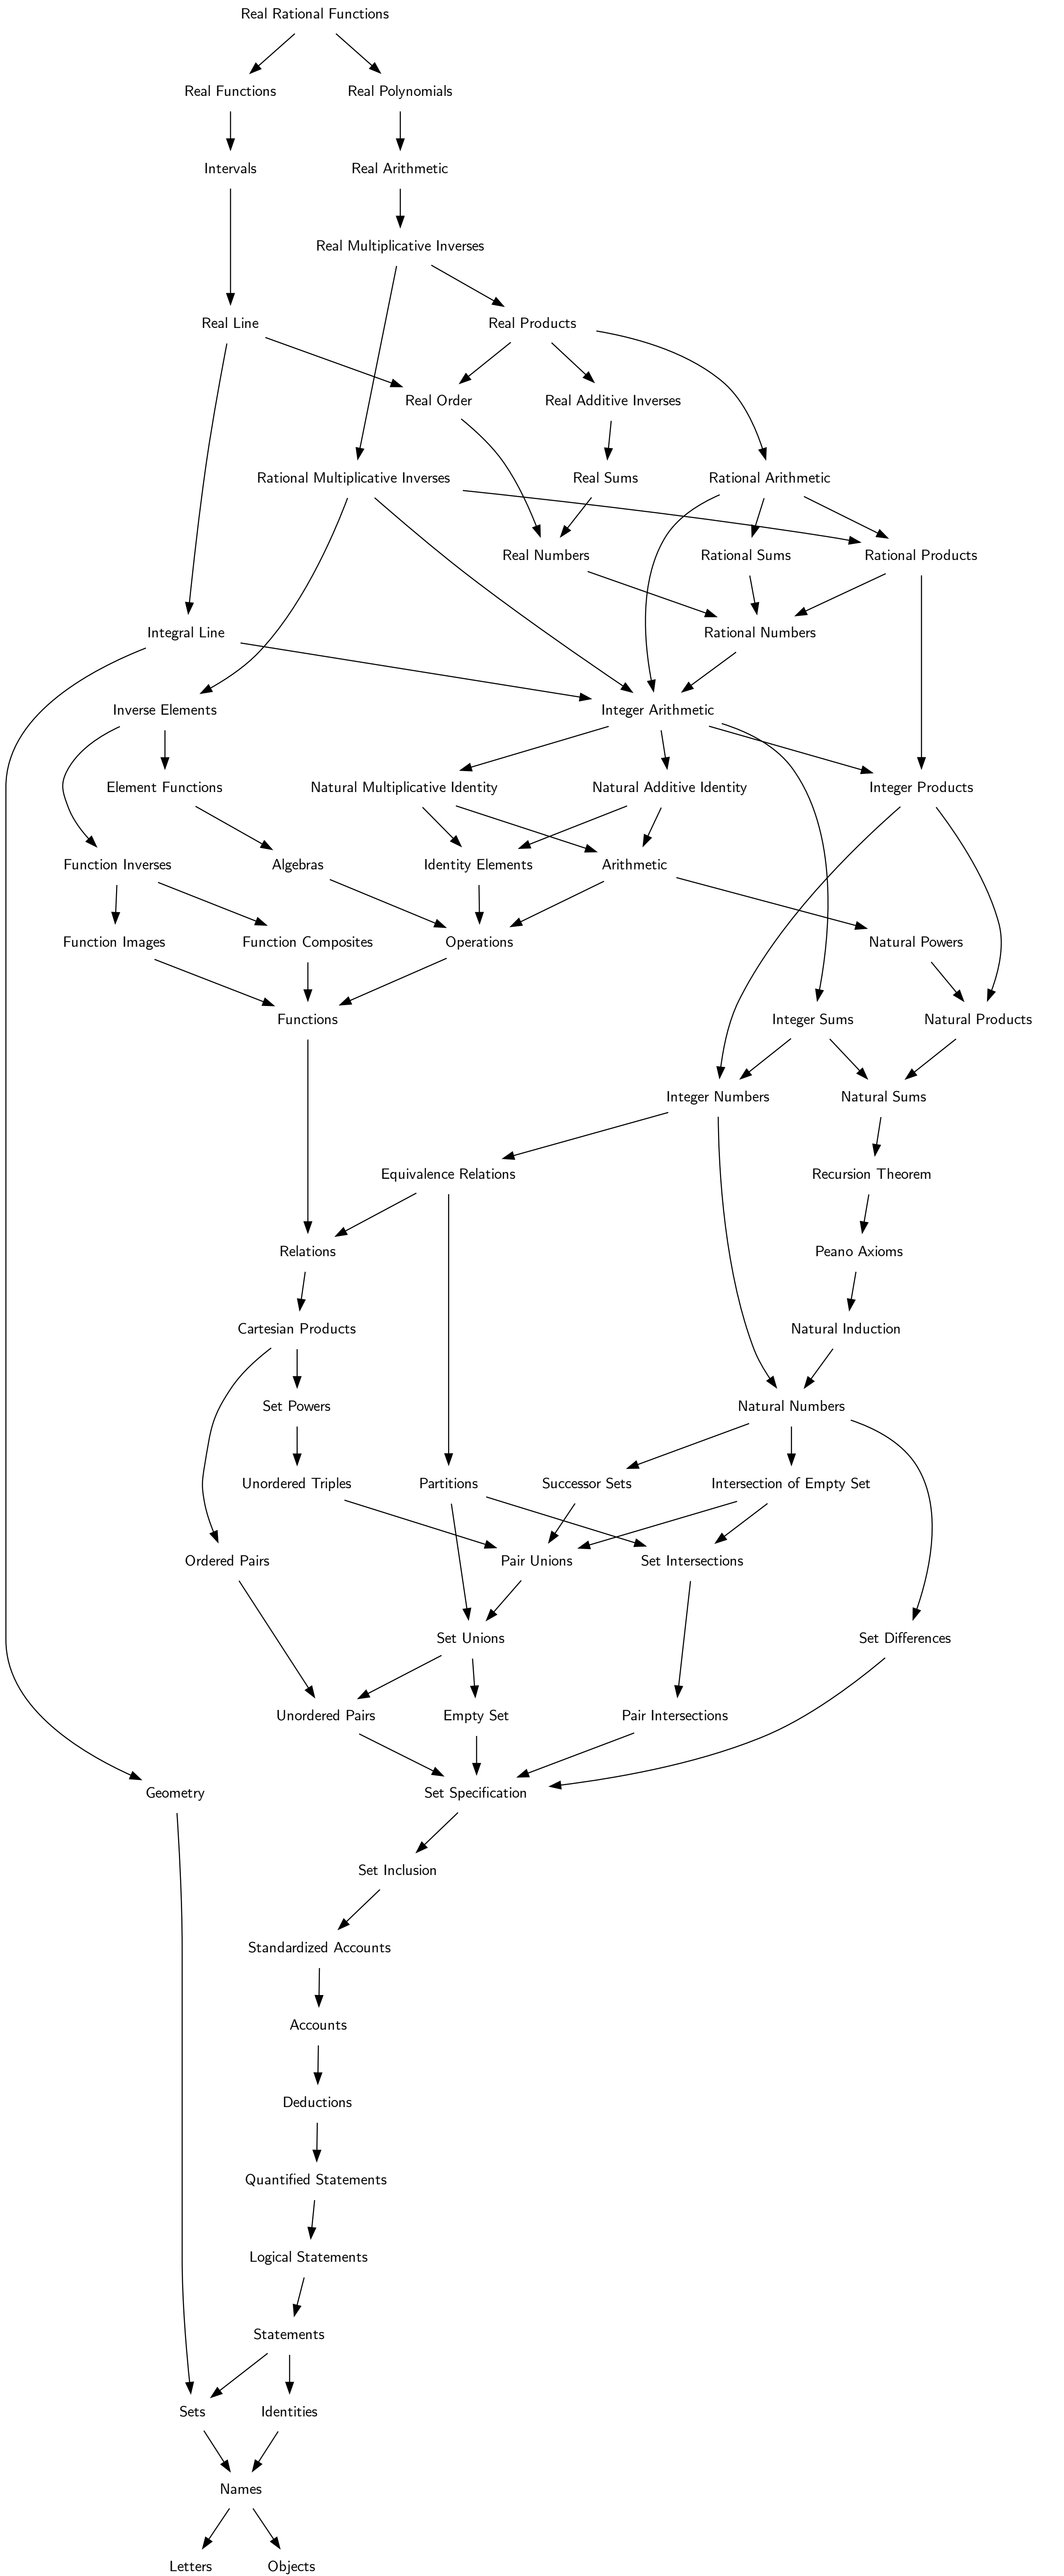 Real Rational Functions
Real Functions
Real Polynomials
Intervals
Real Arithmetic
Real Multiplicative Inverses
Real Line
Real Products
Real Order
Real Additive Inverses
Rational Multiplicative Inverses
Real Sums
Rational Arithmetic
Real Numbers
Rational Sums
Rational Products
Integral Line
Rational Numbers
Inverse Elements
Integer Arithmetic
Element Functions
Natural Multiplicative Identity
Natural Additive Identity
Integer Products
Function Inverses
Algebras
Identity Elements
Arithmetic
Function Images
Function Composites
Operations
Natural Powers
Functions
Integer Sums
Natural Products
Integer Numbers
Natural Sums
Equivalence Relations
Recursion Theorem
Relations
Peano Axioms
Cartesian Products
Natural Induction
Set Powers
Natural Numbers
Unordered Triples
Partitions
Successor Sets
Intersection of Empty Set
Ordered Pairs
Pair Unions
Set Intersections
Set Unions
Set Differences
Unordered Pairs
Empty Set
Pair Intersections
Geometry
Set Specification
Set Inclusion
Standardized Accounts
Accounts
Deductions
Quantified Statements
Logical Statements
Statements
Sets
Identities
Names
Letters
Objects